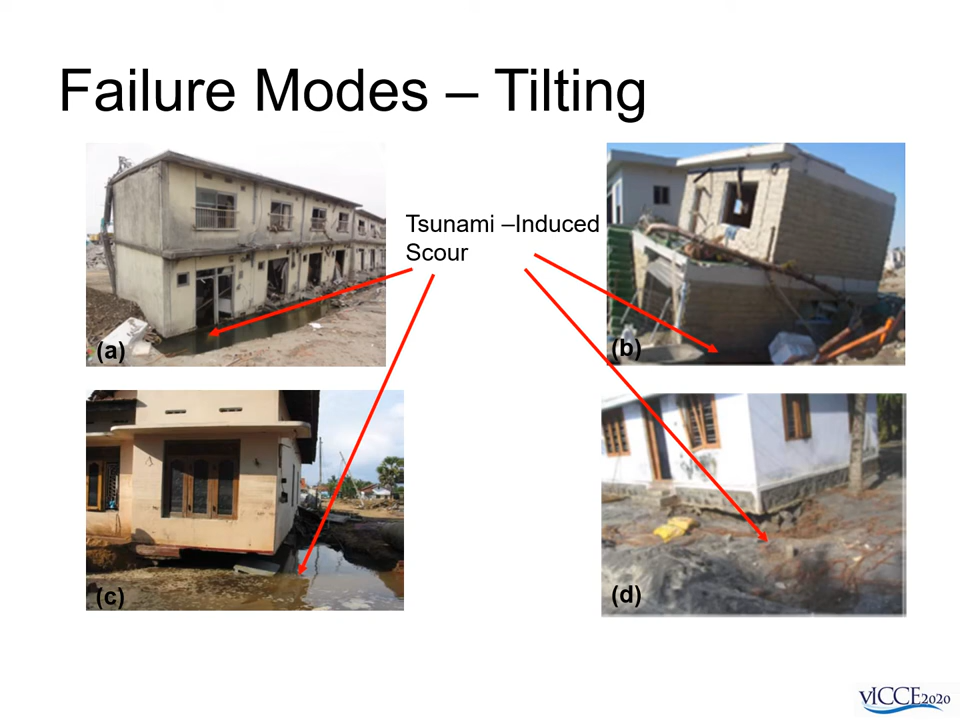 Failure Modes – Tilting
Tsunami –Induced
Scour
(a)
(b)
(c)
(d)
vICCE2020